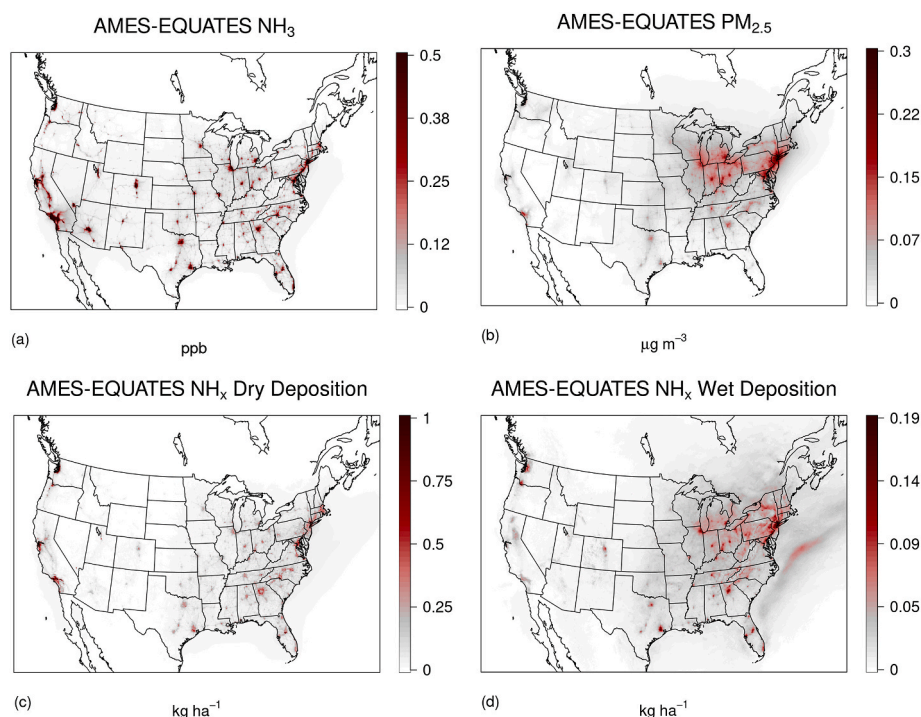 AMES-EQUATES NH₃
0.5
0.38
0.25
0.12
0
(a)
ppb
AMES-EQUATES PM₂.₅
0.3
0.22
0.15
0.07
0
(b)
μg m⁻³
AMES-EQUATES NHₓ Dry Deposition
1
0.75
0.5
0.25
0
(c)
kg ha⁻¹
AMES-EQUATES NHₓ Wet Deposition
0.19
0.14
0.09
0.05
0
(d)
kg ha⁻¹